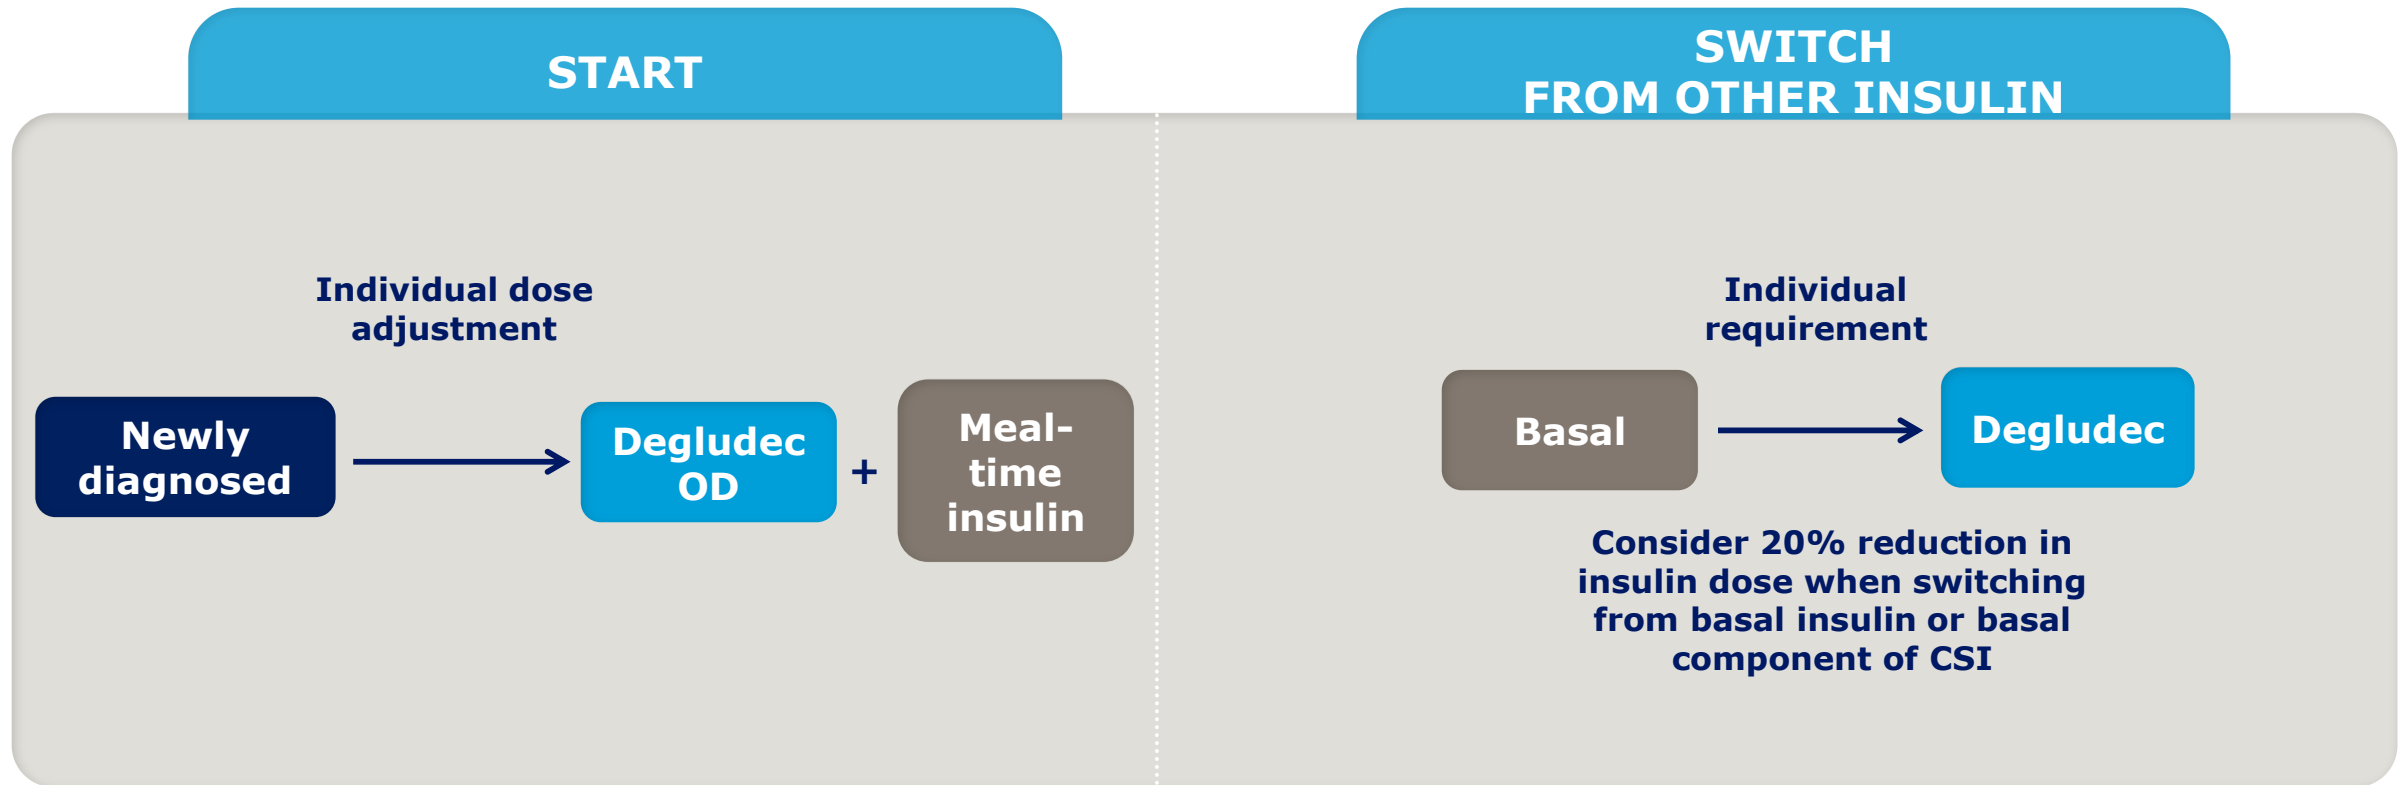 START
Individual dose
adjustment
Newly
diagnosed
Degludec
OD
+
Meal-
time
insulin
SWITCH
FROM OTHER INSULIN
Individual
requirement
Basal
Degludec
Consider 20% reduction in
insulin dose when switching
from basal insulin or basal
component of CSI